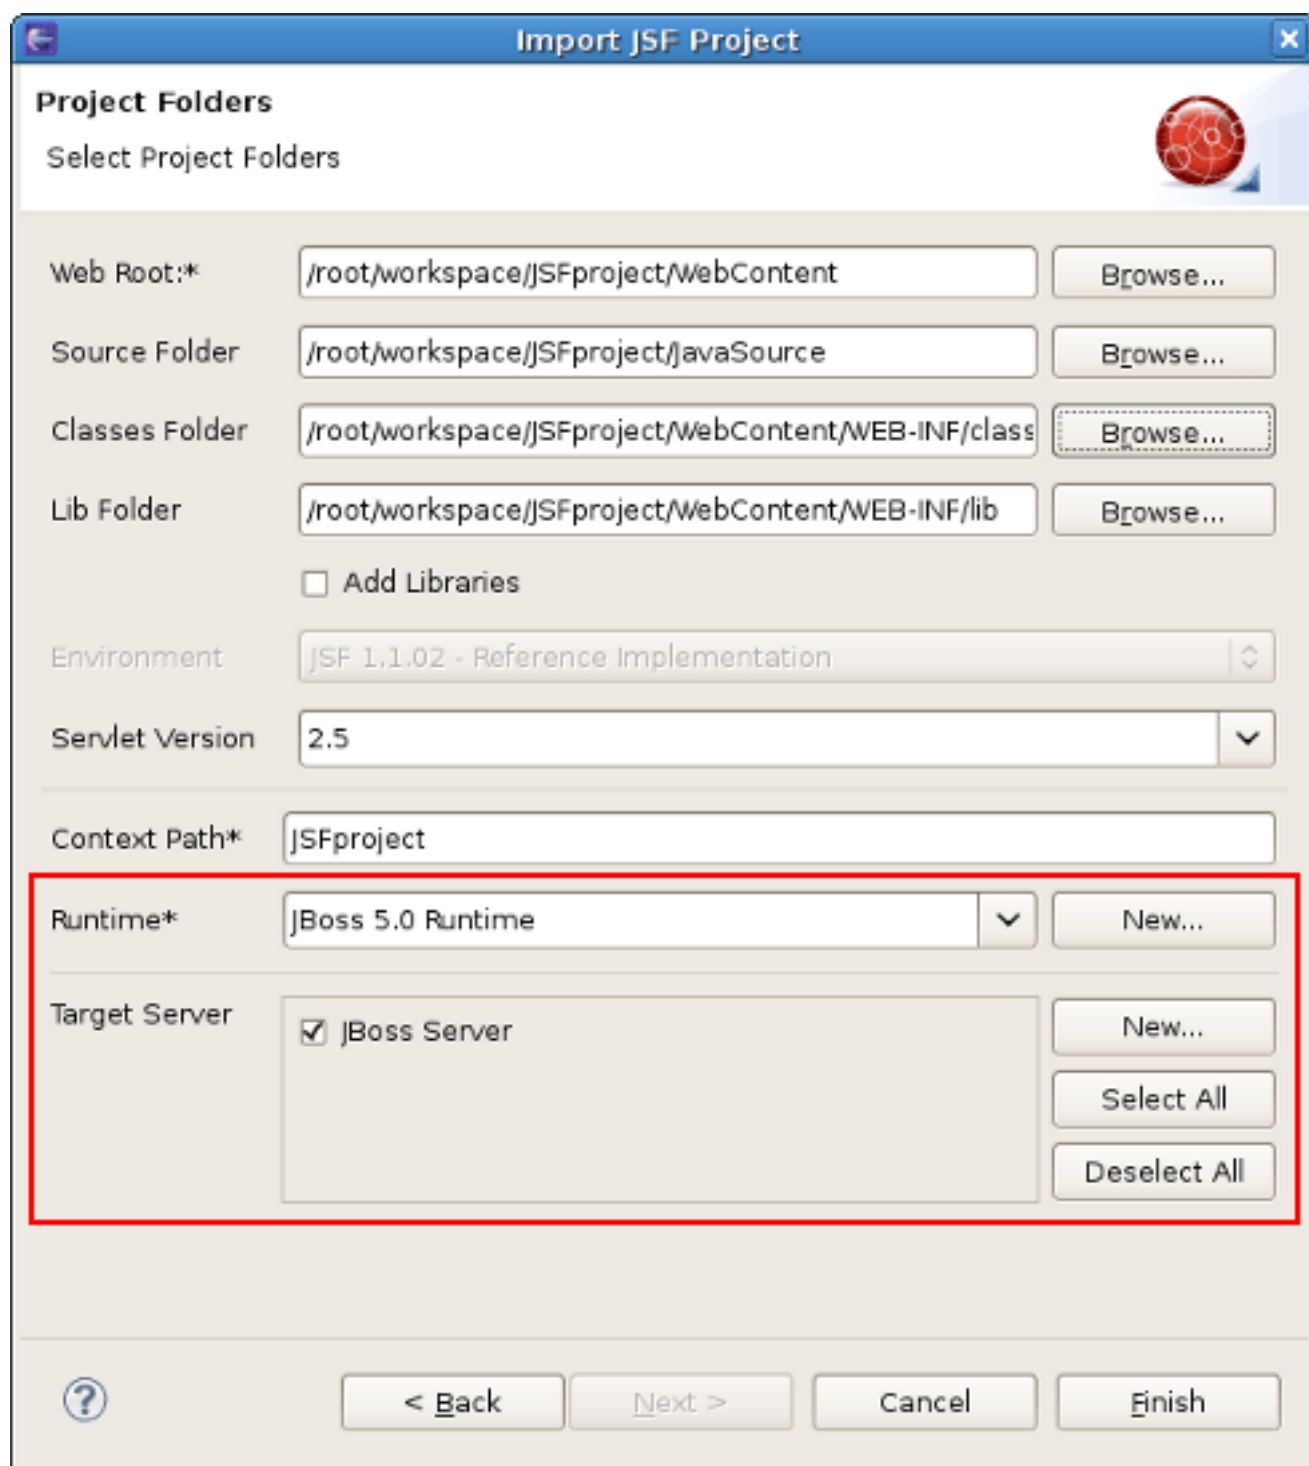 Import JSF Project
Project Folders
Select Project Folders
Web Root:* /root/workspace/JSFproject/WebContent Browse...
Source Folder /root/workspace/JSFproject/JavaSource Browse...
Classes Folder /root/workspace/JSFproject/WebContent/WEB-INF/class Browse...
Lib Folder /root/workspace/JSFproject/WebContent/WEB-INF/lib Browse...
Add Libraries
Environment JSF 1.1.02 - Reference Implementation
Servlet Version 2.5
Context Path* JSFproject
Runtime* JBoss 5.0 Runtime New...
Target Server JBoss Server New...
Select All
Deselect All
? < Back Next > Cancel Finish